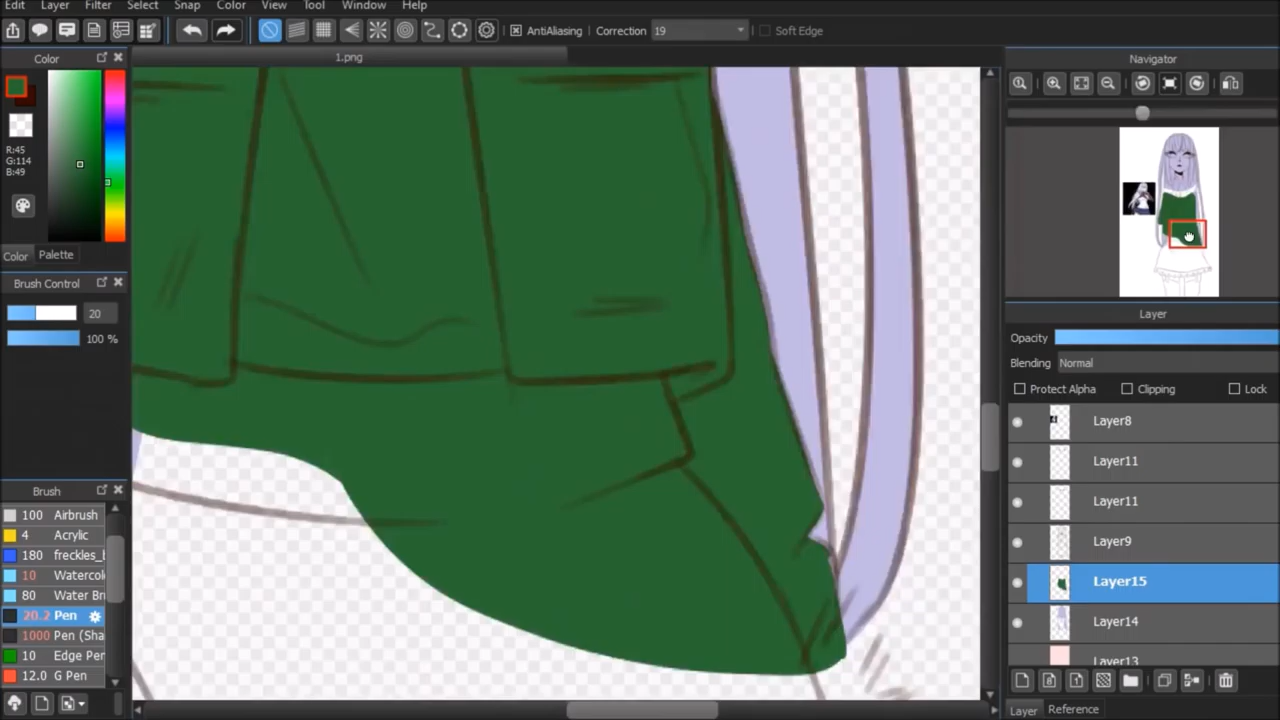 Edit Layer Filter Select Snap Color View Tool Window Help
AntiAliasing Correction 19 Soft Edge
Color
1.png
Navigator
R:45
G:114
B:49
Color Palette
Brush Control
20
100 %
Layer
Opacity
Blending Normal
Protect Alpha Clipping Lock
Layer8
Layer11
Layer11
Layer9
Layer15
Layer14
Layer13
Brush
100 Airbrush
4 Acrylic
180 freckles_b
10 Watercol
80 Water Br
20.2 Pen
1000 Pen (Sha
10 Edge Pen
12.0 G Pen
Layer Reference